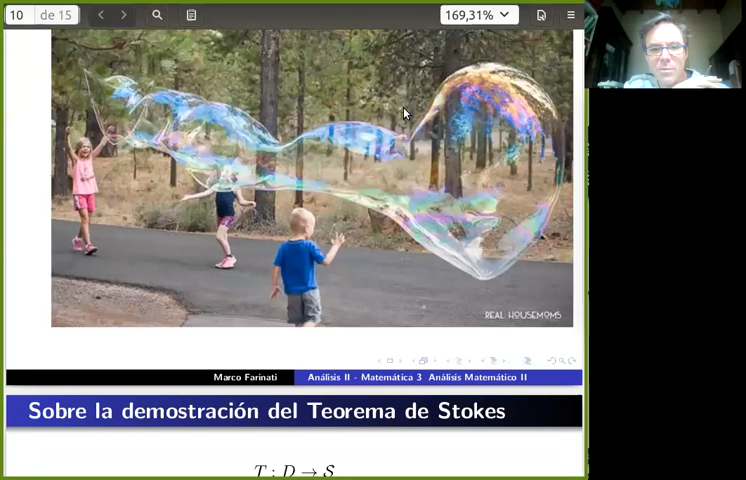 10 de 15 169,31%
REAL HOUSEMOMS
Marco Farinati Análisis II - Matemática 3 Análisis Matemático II
Sobre la demostración del Teorema de Stokes
T : D → S